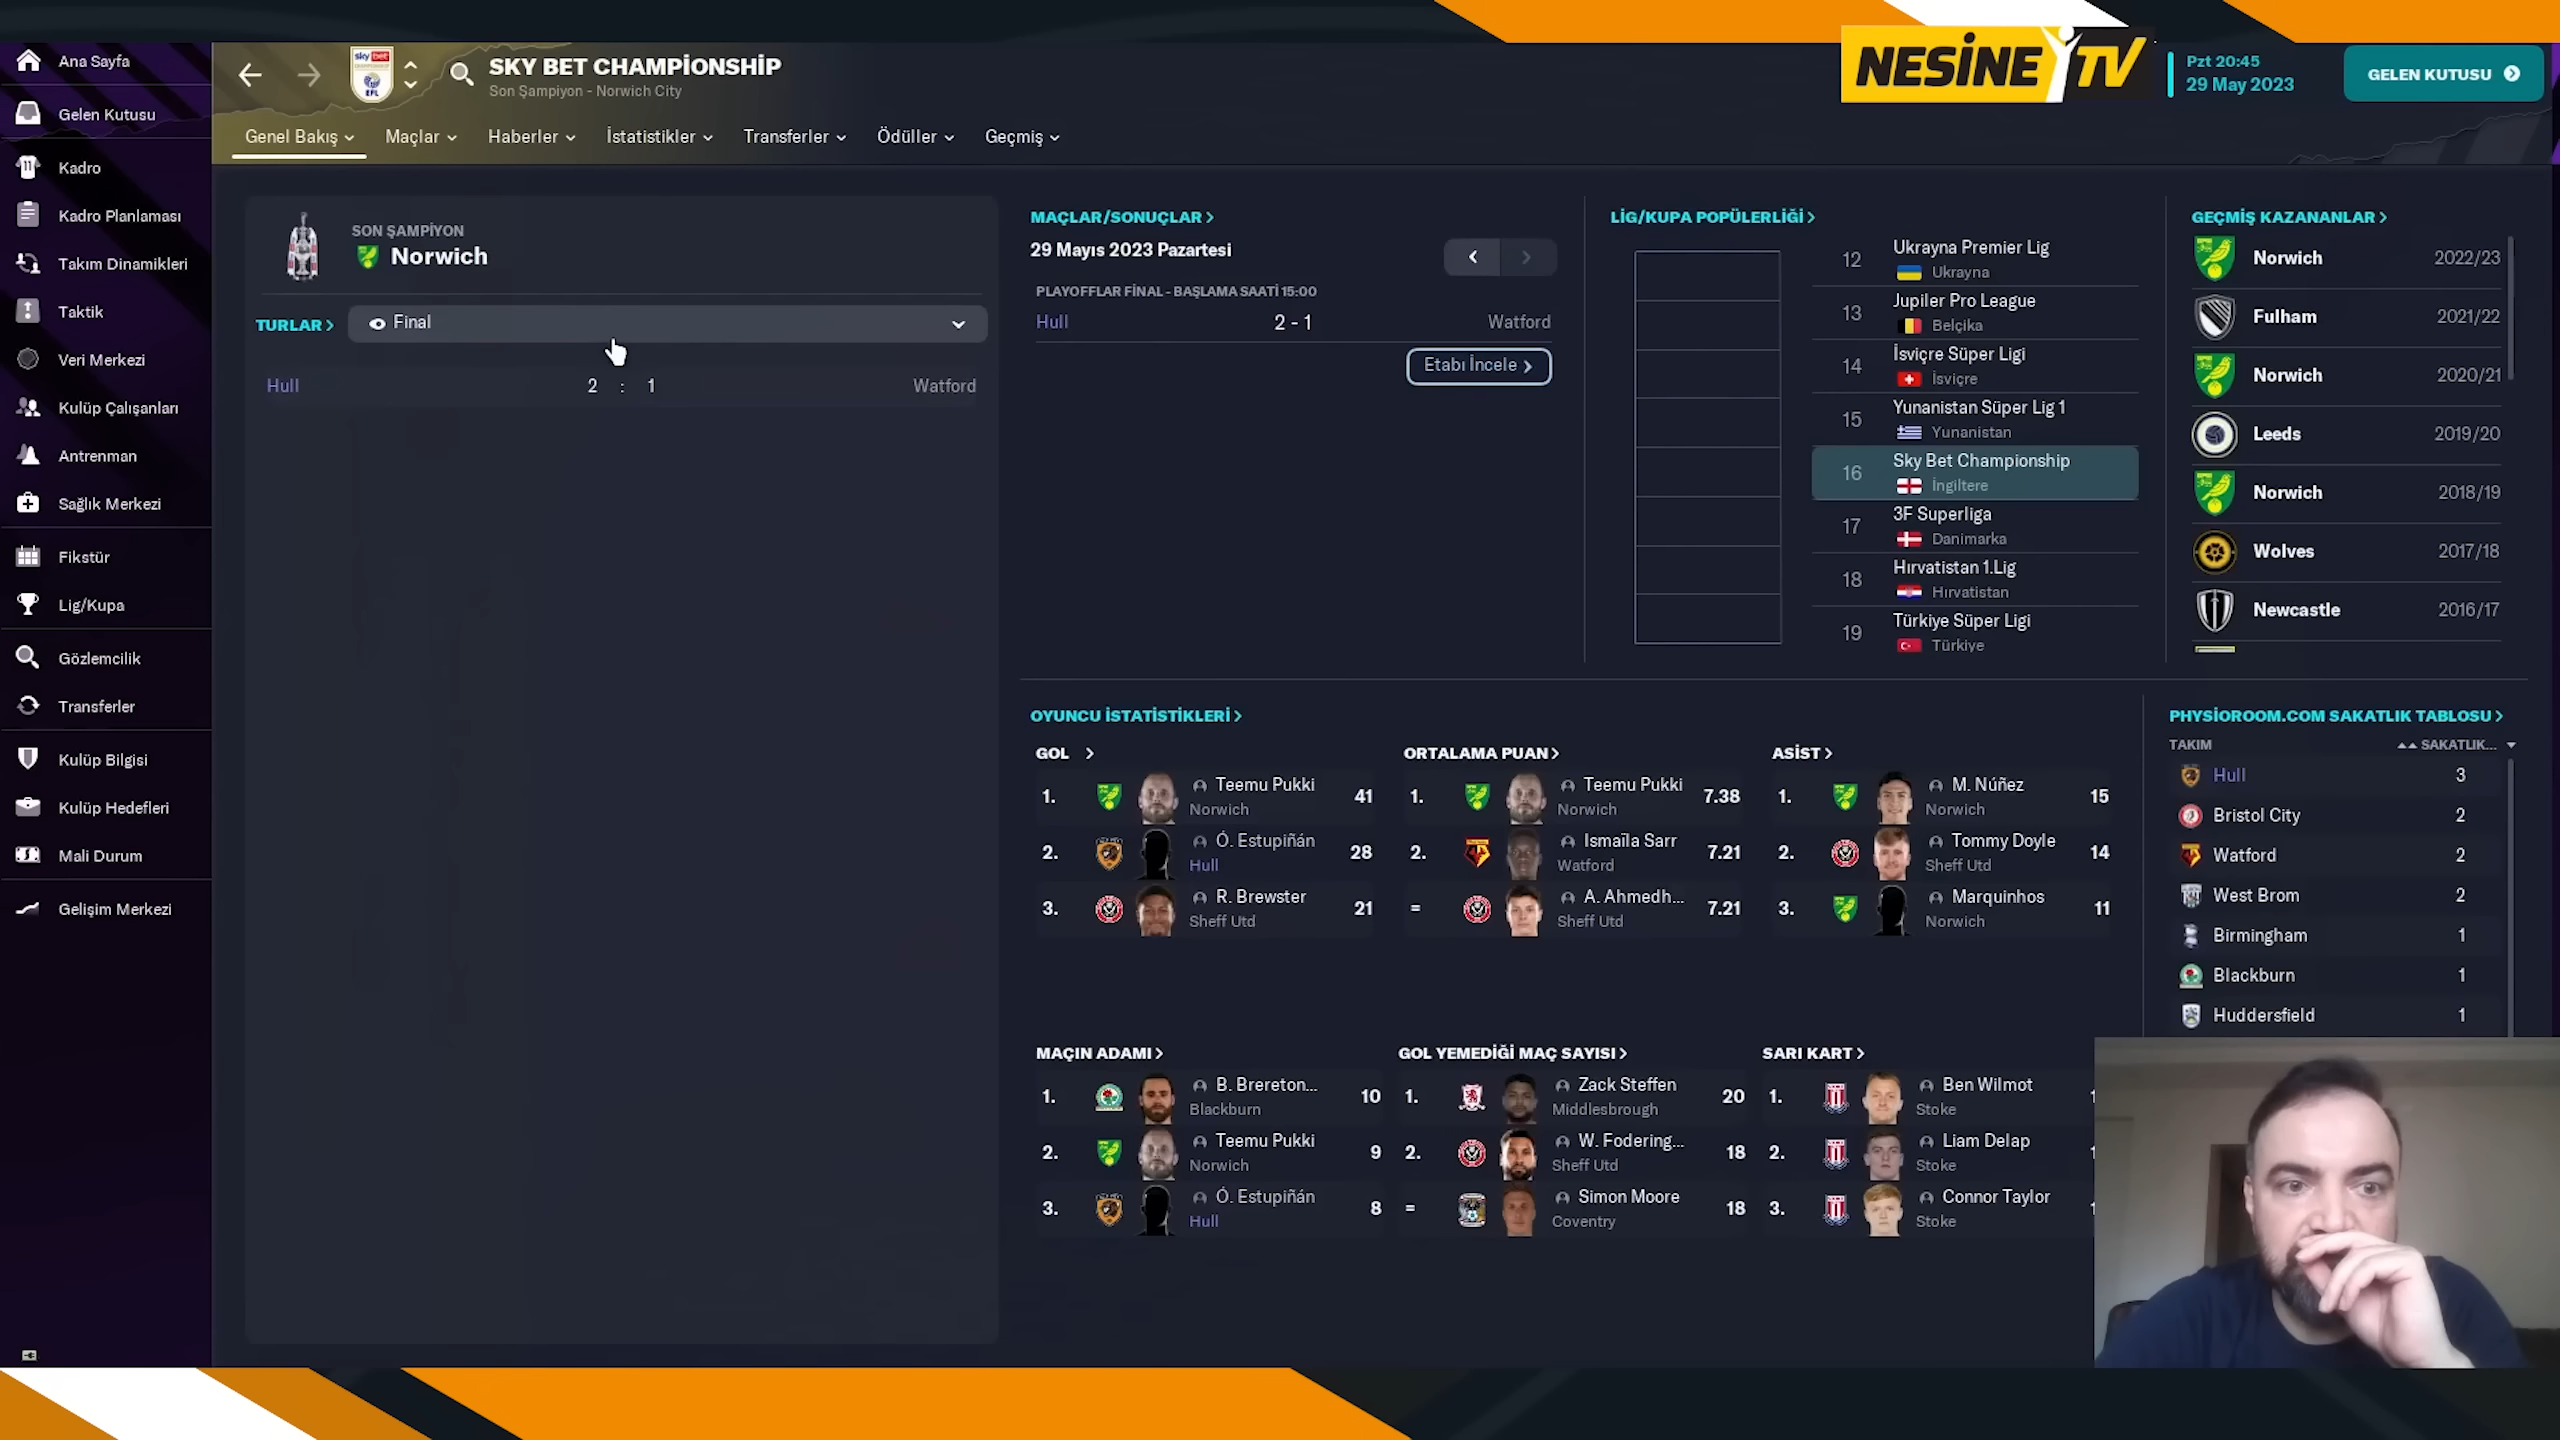 Ana Sayfa
Gelen Kutusu
Kadro
Kadro Planlaması
Takım Dinamikleri
Taktik
Veri Merkezi
Kulüp Çalışanları
Antrenman
Sağlık Merkezi
Fikstür
Lig/Kupa
Gözlemcilik
Transferler
Kulüp Bilgisi
Kulüp Hedefleri
Mali Durum
Gelişim Merkezi
SKY BET CHAMPİONSHİP
Son Şampiyon - Norwich City
NESİNE TV
Pzt 20:45
29 May 2023
GELEN KUTUSU
Genel Bakış
Maçlar
Haberler
İstatistikler
Transferler
Ödüller
Geçmiş
SON ŞAMPİYON
Norwich
TURLAR
Final
Hull 2 : 1 Watford
MAÇLAR/SONUÇLAR
29 Mayıs 2023 Pazartesi
PLAYOFFLAR FİNAL - BAŞLAMA SAATİ 15:00
Hull 2 - 1 Watford
Etabı İncele
LİG/KUPA POPÜLERLİĞİ
12 Ukrayna Premier Lig
Ukrayna
13 Jupiler Pro League
Belçika
14 İsviçre Süper Ligi
İsviçre
15 Yunanistan Süper Lig 1
Yunanistan
16 Sky Bet Championship
İngiltere
17 3F Superliga
Danimarka
18 Hırvatistan 1.Lig
Hırvatistan
19 Türkiye Süper Ligi
Türkiye
GEÇMİŞ KAZANANLAR
Norwich 2022/23
Fulham 2021/22
Norwich 2020/21
Leeds 2019/20
Norwich 2018/19
Wolves 2017/18
Newcastle 2016/17
OYUNCU İSTATİSTİKLERİ
GOL
1. Teemu Pukki 41
Norwich
2. Ó. Estupiñán 28
Hull
3. R. Brewster 21
Sheff Utd
ORTALAMA PUAN
1. Teemu Pukki 7.38
Norwich
2. Ismaïla Sarr 7.21
Watford
= A. Ahmedh... 7.21
Sheff Utd
ASİST
1. M. Núñez 15
Norwich
2. Tommy Doyle 14
Sheff Utd
3. Marquinhos 11
Norwich
MAÇIN ADAMI
1. B. Brereton... 10
Blackburn
2. Teemu Pukki 9
Norwich
3. Ó. Estupiñán 8
Hull
GOL YEMEDİĞİ MAÇ SAYISI
1. Zack Steffen 20
Middlesbrough
2. W. Fodering... 18
Sheff Utd
= Simon Moore 18
Coventry
SARI KART
1. Ben Wilmot
Stoke
2. Liam Delap
Stoke
3. Connor Taylor
Stoke
PHYSİOROOM.COM SAKATLIK TABLOSU
TAKIM SAKATLIK...
Hull 3
Bristol City 2
Watford 2
West Brom 2
Birmingham 1
Blackburn 1
Huddersfield 1